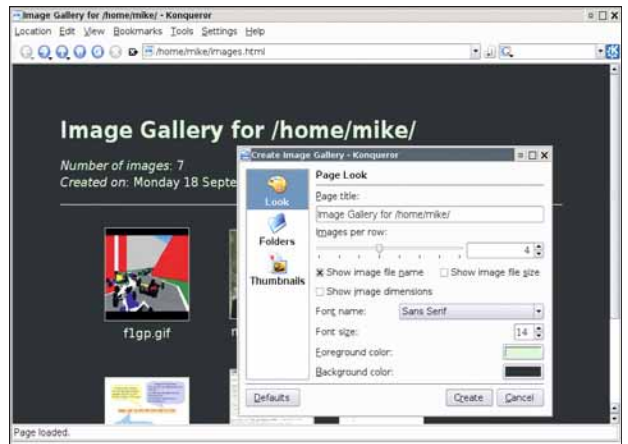 Image Gallery for /home/mike/ - Konqueror
Location Edit View Bookmarks Tools Settings Help
/home/mike/images.html
Image Gallery for /home/mike/
Number of images: 7
Created on: Monday 18 Septe
f1gp.gif
Create Image Gallery - Konqueror
Look
Folders
Thumbnails
Page Look
Page title:
Image Gallery for /home/mike/
Images per row:
4
Show image file name
Show image file size
Show image dimensions
Font name:
Sans Serif
Font size:
14
Foreground color:
Background color:
Defaults
Create
Cancel
Page loaded.